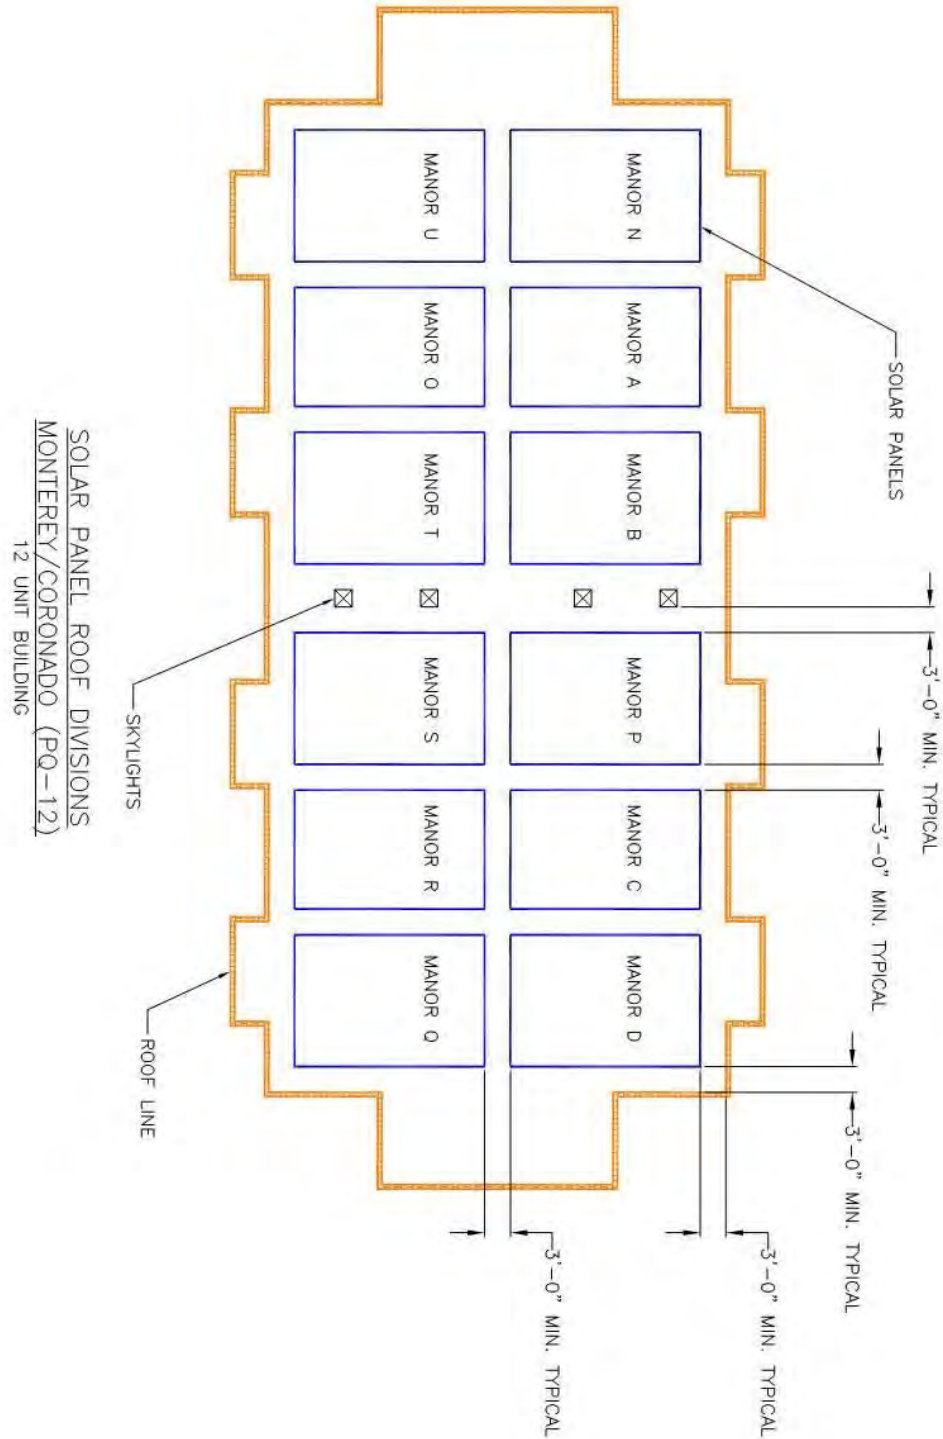 3'-0" MIN. TYPICAL
SOLAR PANELS
3'-0" MIN. TYPICAL
3'-0" MIN. TYPICAL
3'-0" MIN. TYPICAL
MANOR N
MANOR A
MANOR B
MANOR P
MANOR C
MANOR D
3'-0" MIN. TYPICAL
MANOR U
MANOR O
MANOR T
MANOR S
MANOR R
MANOR Q
SKYLIGHTS
ROOF LINE
SOLAR PANEL ROOF DIVISIONS
MONTEREY/CORONADO (PQ-12)
12 UNIT BUILDING